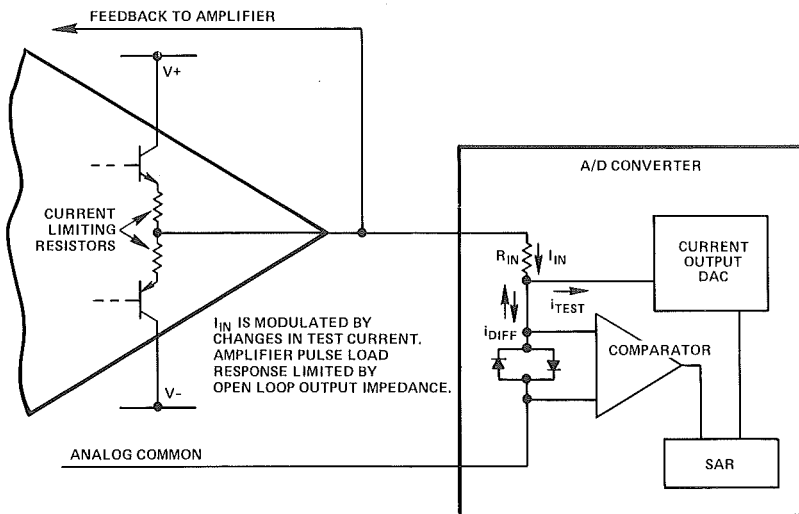 FEEDBACK TO AMPLIFIER
V+
A/D CONVERTER
CURRENT
LIMITING
RESISTORS
RIN
IIN
CURRENT
OUTPUT
DAC
iTEST
iDIFF
COMPARATOR
IIN IS MODULATED BY
CHANGES IN TEST CURRENT.
AMPLIFIER PULSE LOAD
RESPONSE LIMITED BY
OPEN LOOP OUTPUT IMPEDANCE.
V-
ANALOG COMMON
SAR